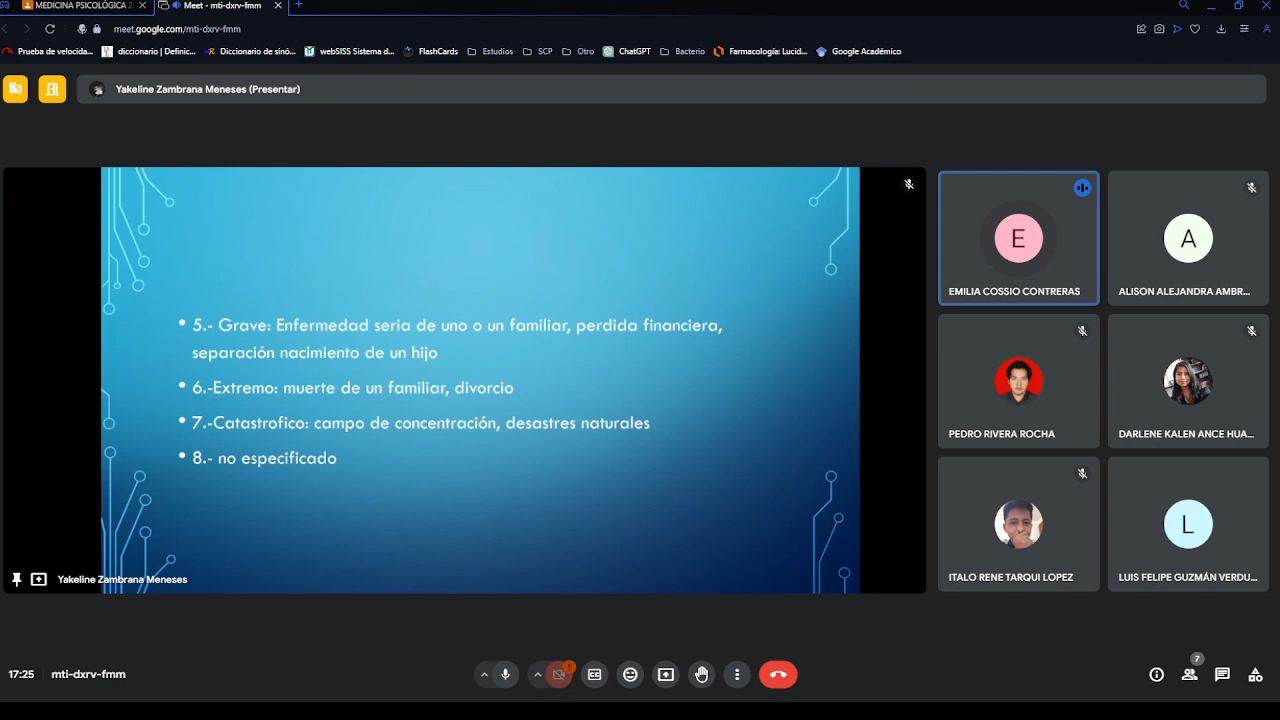 MEDICINA PSICOLÓGICA 2
Meet - mti-dxrv-fmm
meet.google.com/mti-dxrv-fmm
Prueba de velocida...
diccionario | Definic...
Diccionario de sinó...
webSISS Sistema d...
FlashCards
Estudios
SCP
Otro
ChatGPT
Bacterio
Farmacología: Lucid...
Google Académico
Yakeline Zambrana Meneses (Presentar)
• 5.- Grave: Enfermedad seria de uno o un familiar, perdida financiera,
separación nacimiento de un hijo
• 6.-Extremo: muerte de un familiar, divorcio
• 7.-Catastrofico: campo de concentración, desastres naturales
• 8.- no especificado
Yakeline Zambrana Meneses
E
EMILIA COSSIO CONTRERAS
A
ALISON ALEJANDRA AMBR...
PEDRO RIVERA ROCHA
DARLENE KALEN ANCE HUA...
ITALO RENE TARQUI LOPEZ
L
LUIS FELIPE GUZMÁN VERDU...
17:25
mti-dxrv-fmm
7